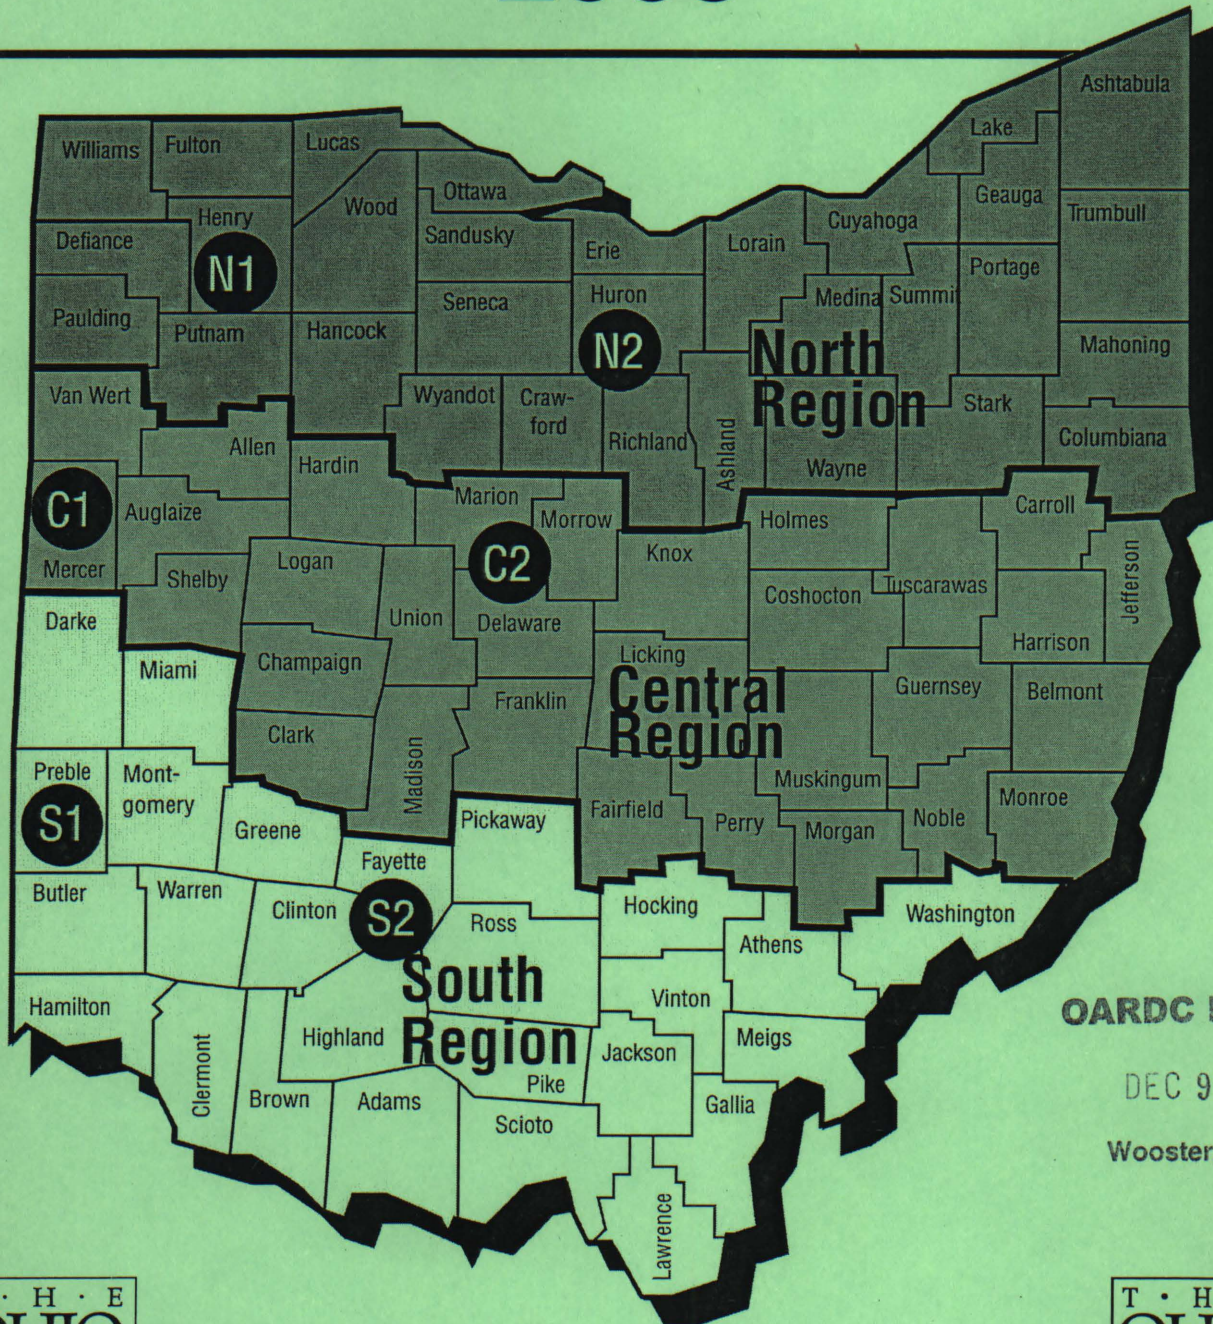 Ashtabula
Lake
Williams
Fulton
Lucas
Geauga
Ottawa
Wood
Henry
Cuyahoga
Trumbull
Sandusky
Defiance
Erie
Lorain
N1
Portage
Huron
Medina
Summit
Seneca
Paulding
Putnam
Hancock
N2
North
Region
Mahoning
Van Wert
Wyandot
Craw-
ford
Stark
Richland
Ashland
Columbiana
Allen
Hardin
Wayne
C1
Marion
Carroll
Auglaize
Morrow
Holmes
Knox
C2
Mercer
Logan
Jefferson
Shelby
Tuscarawas
Coshocton
Darke
Union
Delaware
Harrison
Licking
Miami
Champaign
Guernsey
Belmont
Central
Region
Franklin
Clark
Madison
Preble
Mont-
gomery
Muskingum
Monroe
Fairfield
S1
Pickaway
Perry
Noble
Greene
Morgan
Fayette
Butler
Warren
Clinton
S2
Ross
Hocking
Washington
Athens
South
Region
Vinton
Hamilton
OARDC
Highland
Jackson
Meigs
Clermont
Pike
DEC 9
Brown
Adams
Gallia
Scioto
Wooster
Lawrence
· H · E
T · H